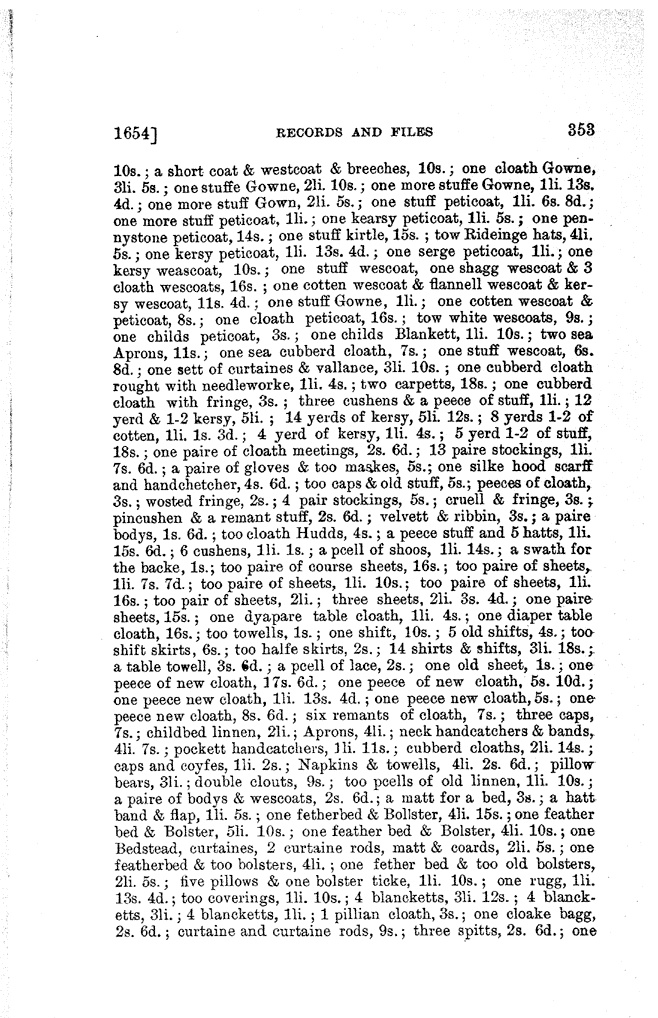 1654] RECORDS AND FILES 353
10s. ; a short coat & westcoat & breeches, 10s. ; one cloath Gowne,
3li. 5s. ; one stuffe Gowne, 2li. 10s. ; one more stuffe Gowne, 1li. 13s.
4d. ; one more stuff Gown, 2li. 5s. ; one stuff peticoat, 1li. 6s. 8d. ;
one more stuff peticoat, 1li. ; one kearsy peticoat, 1li. 5s. ; one pen-
nystone peticoat, 14s. ; one stuff kirtle, 15s. ; tow Rideinge hats, 4li.
5s. ; one kersy peticoat, 1li. 13s. 4d. ; one serge peticoat, 1li. ; one
kersy weascoat, 10s. ; one stuff wescoat, one shagg wescoat & 3
cloath wescoats, 16s. ; one cotten wescoat & flannell wescoat & ker-
sy wescoat, 11s. 4d. ; one stuff Gowne, 1li. ; one cotten wescoat &
peticoat, 8s. ; one cloath peticoat, 16s. ; tow white wescoats, 9s. ;
one childs peticoat, 3s. ; one childs Blankett, 1li. 10s. ; two sea
Aprons, 11s. ; one sea cubberd cloath, 7s. ; one stuff wescoat, 6s.
8d. ; one sett of curtaines & vallance, 3li. 10s. ; one cubberd cloath
rought with needleworke, 1li. 4s. ; two carpetts, 18s. ; one cubberd
cloath with fringe, 3s. ; three cushens & a peece of stuff, 1li. ; 12
yerd & 1-2 kersy, 5li. ; 14 yerds of kersy, 5li. 12s. ; 8 yerds 1-2 of
cotten, 1li. 1s. 3d. ; 4 yerd of kersy, 1li. 4s. ; 5 yerd 1-2 of stuff,
18s. ; one paire of cloath meetings, 2s. 6d. ; 13 paire stockings, 1li.
7s. 6d. ; a paire of gloves & too maskes, 5s.; one silke hood scarff
and handchetcher, 4s. 6d. ; too caps & old stuff, 5s.; peeces of cloath,
3s. ; wosted fringe, 2s. ; 4 pair stockings, 5s. ; cruell & fringe, 3s. ;
pincushen & a remant stuff, 2s. 6d. ; velvett & ribbin, 3s. ; a paire
bodys, 1s. 6d. ; too cloath Hudds, 4s. ; a peece stuff and 5 hatts, 1li.
15s. 6d. ; 6 cushens, 1li. 1s. ; a pcell of shoos, 1li. 14s. ; a swath for
the backe, 1s.; too paire of course sheets, 16s. ; too paire of sheets,
1li. 7s. 7d. ; too paire of sheets, 1li. 10s. ; too paire of sheets, 1li.
16s. ; too pair of sheets, 2li. ; three sheets, 2li. 3s. 4d. ; one paire
sheets, 15s. ; one dyapare table cloath, 1li. 4s. ; one diaper table
cloath, 16s. ; too towells, 1s. ; one shift, 10s. ; 5 old shifts, 4s. ; too
shift skirts, 6s. ; too halfe skirts, 2s. ; 14 shirts & shifts, 3li. 18s. ;
a table towell, 3s. 6d. ; a pcell of lace, 2s. ; one old sheet, 1s. ; one
peece of new cloath, 17s. 6d. ; one peece of new cloath, 5s. 10d. ;
one peece new cloath, 1li. 13s. 4d. ; one peece new cloath, 5s. ; one
peece new cloath, 8s. 6d. ; six remants of cloath, 7s. ; three caps,
7s. ; childbed linnen, 2li. ; Aprons, 4li. ; neck handcatchers & bands,
4li. 7s. ; pockett handcatchers, 1li. 11s. ; cubberd cloaths, 2li. 14s. ;
caps and coyfes, 1li. 2s. ; Napkins & towells, 4li. 2s. 6d. ; pillow
bears, 3li. ; double clouts, 9s. ; too pcells of old linnen, 1li. 10s. ;
a paire of bodys & wescoats, 2s. 6d. ; a matt for a bed, 3s. ; a hatt
band & flap, 1li. 5s. ; one fetherbed & Bollster, 4li. 15s. ; one feather
bed & Bolster, 5li. 10s. ; one feather bed & Bolster, 4li. 10s. ; one
Bedstead, curtaines, 2 curtaine rods, matt & coards, 2li. 5s. ; one
featherbed & too bolsters, 4li. ; one fether bed & too old bolsters,
2li. 5s. ; five pillows & one bolster ticke, 1li. 10s. ; one rugg, 1li.
13s. 4d. ; too coverings, 1li. 10s. ; 4 blancketts, 3li. 12s. ; 4 blanck-
etts, 3li. ; 4 blancketts, 1li. ; 1 pillian cloath, 3s. ; one cloake bagg,
2s. 6d. ; curtaine and curtaine rods, 9s. ; three spitts, 2s. 6d. ; one